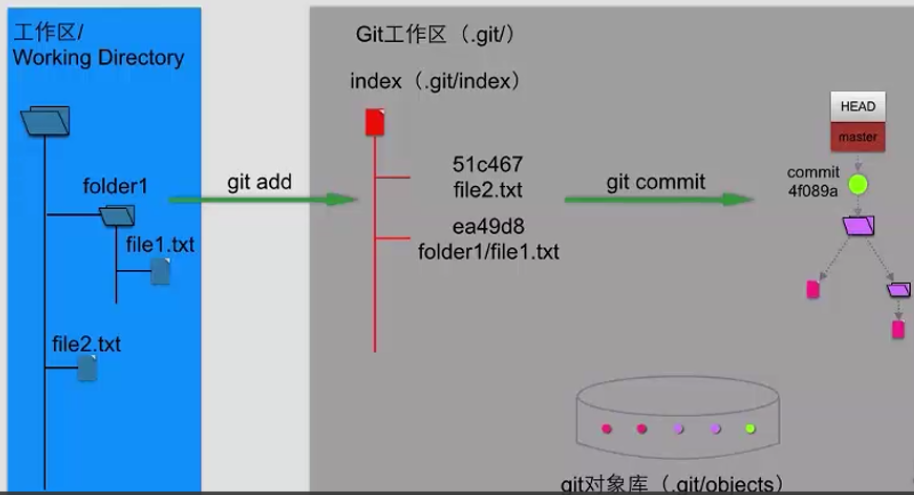 工作区/
Working Directory
folder1
file1.txt
file2.txt
git add
Git工作区（.git/）
index（.git/index）
51c467
file2.txt
ea49d8
folder1/file1.txt
git commit
HEAD
master
commit
4f089a
git对象库（.git/objects）